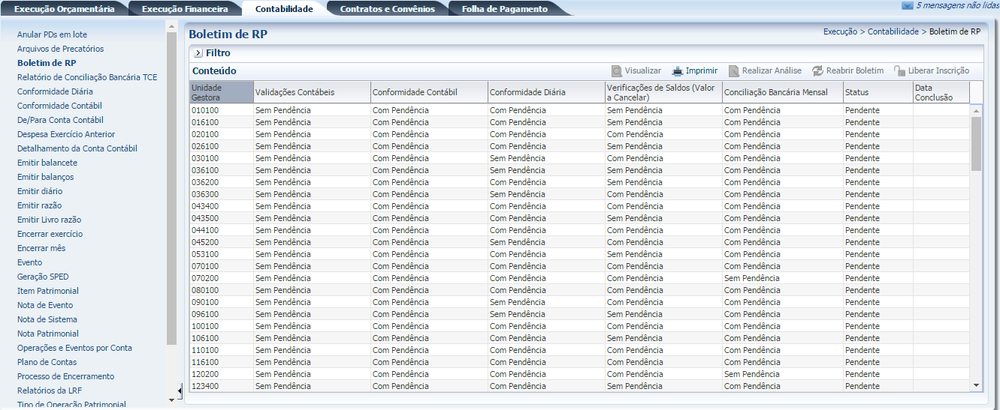 Execução Orçamentária Execução Financeira Contabilidade Contratos e Convênios Folha de Pagamento 5 mensagens não lidas
Anular PDs em lote
Arquivos de Precatórios
Boletim de RP
Relatório de Conciliação Bancária TCE
Conformidade Diária
Conformidade Contábil
De/Para Conta Contábil
Despesa Exercício Anterior
Detalhamento da Conta Contábil
Emitir balancete
Emitir balanços
Emitir diário
Emitir razão
Emitir Livro razão
Encerrar exercício
Encerrar mês
Evento
Geração SPED
Item Patrimonial
Nota de Evento
Nota de Sistema
Nota Patrimonial
Operações e Eventos por Conta
Plano de Contas
Processo de Encerramento
Relatórios da LRF
Tipo de Operação Patrimonial
Boletim de RP Execução > Contabilidade > Boletim de RP
Filtro
Conteúdo Visualizar Imprimir Realizar Análise Reabrir Boletim Liberar Inscrição
Unidade Gestora Validações Contábeis Conformidade Contábil Conformidade Diária Verificações de Saldos (Valor a Cancelar) Conciliação Bancária Mensal Status Data Conclusão
010100 Sem Pendência Com Pendência Com Pendência Sem Pendência Com Pendência Pendente
016100 Sem Pendência Com Pendência Com Pendência Sem Pendência Com Pendência Pendente
020100 Sem Pendência Com Pendência Com Pendência Com Pendência Com Pendência Pendente
026100 Sem Pendência Com Pendência Com Pendência Sem Pendência Com Pendência Pendente
030100 Sem Pendência Com Pendência Sem Pendência Com Pendência Com Pendência Pendente
036100 Sem Pendência Com Pendência Sem Pendência Sem Pendência Com Pendência Pendente
036200 Sem Pendência Com Pendência Com Pendência Sem Pendência Com Pendência Pendente
036300 Sem Pendência Com Pendência Sem Pendência Com Pendência Com Pendência Pendente
043400 Sem Pendência Com Pendência Com Pendência Com Pendência Com Pendência Pendente
043500 Sem Pendência Com Pendência Com Pendência Sem Pendência Com Pendência Pendente
044100 Sem Pendência Com Pendência Com Pendência Com Pendência Com Pendência Pendente
045200 Sem Pendência Com Pendência Sem Pendência Com Pendência Com Pendência Pendente
053100 Sem Pendência Com Pendência Com Pendência Sem Pendência Com Pendência Pendente
070100 Sem Pendência Com Pendência Com Pendência Com Pendência Com Pendência Pendente
070200 Sem Pendência Com Pendência Com Pendência Com Pendência Sem Pendência Pendente
080100 Sem Pendência Com Pendência Com Pendência Com Pendência Com Pendência Pendente
090100 Sem Pendência Com Pendência Sem Pendência Com Pendência Com Pendência Pendente
096100 Sem Pendência Com Pendência Sem Pendência Sem Pendência Com Pendência Pendente
100100 Sem Pendência Com Pendência Com Pendência Com Pendência Com Pendência Pendente
106100 Sem Pendência Com Pendência Com Pendência Sem Pendência Com Pendência Pendente
110100 Sem Pendência Com Pendência Com Pendência Com Pendência Com Pendência Pendente
116100 Sem Pendência Com Pendência Com Pendência Com Pendência Com Pendência Pendente
120200 Sem Pendência Com Pendência Com Pendência Com Pendência Sem Pendência Pendente
123400 Sem Pendência Com Pendência Com Pendência Sem Pendência Com Pendência Pendente